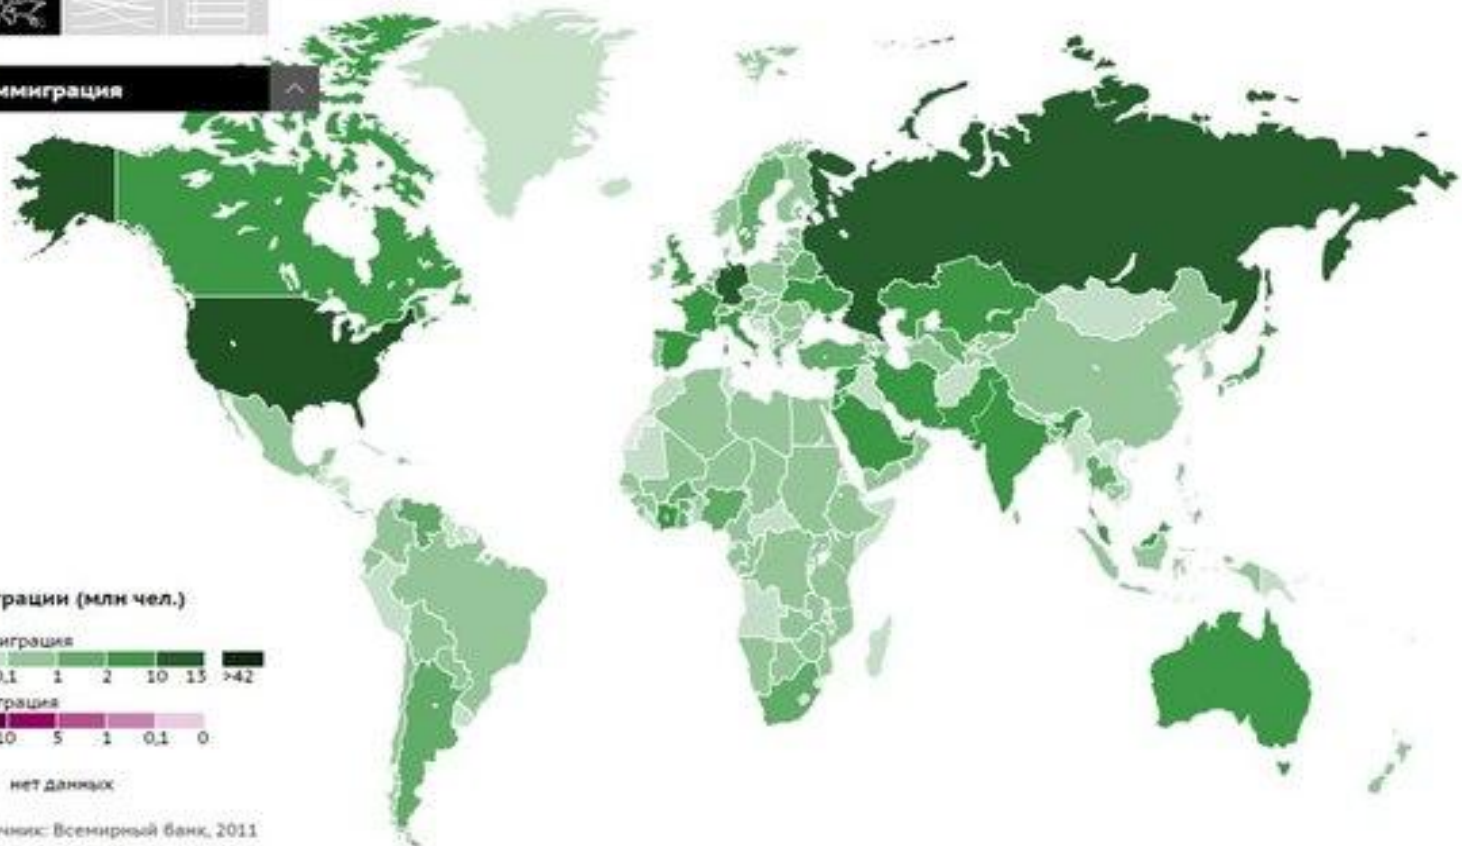 ммиграция
рации (млн чел.)
играция
0,1 1 2 10 13 >42
грация
10 5 1 0,1 0
нет данных
чник: Всемирный банк, 2011